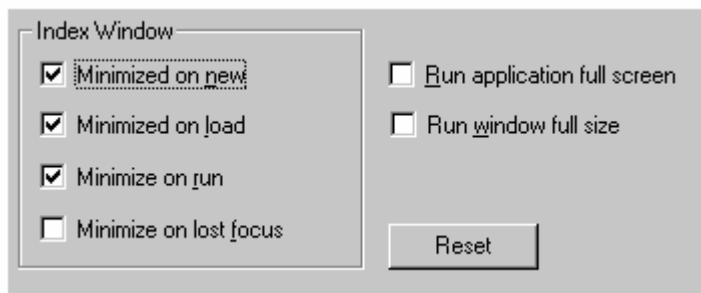 Index Window
Minimized on new
Minimized on load
Minimize on run
Minimize on lost focus
Run application full screen
Run window full size
Reset